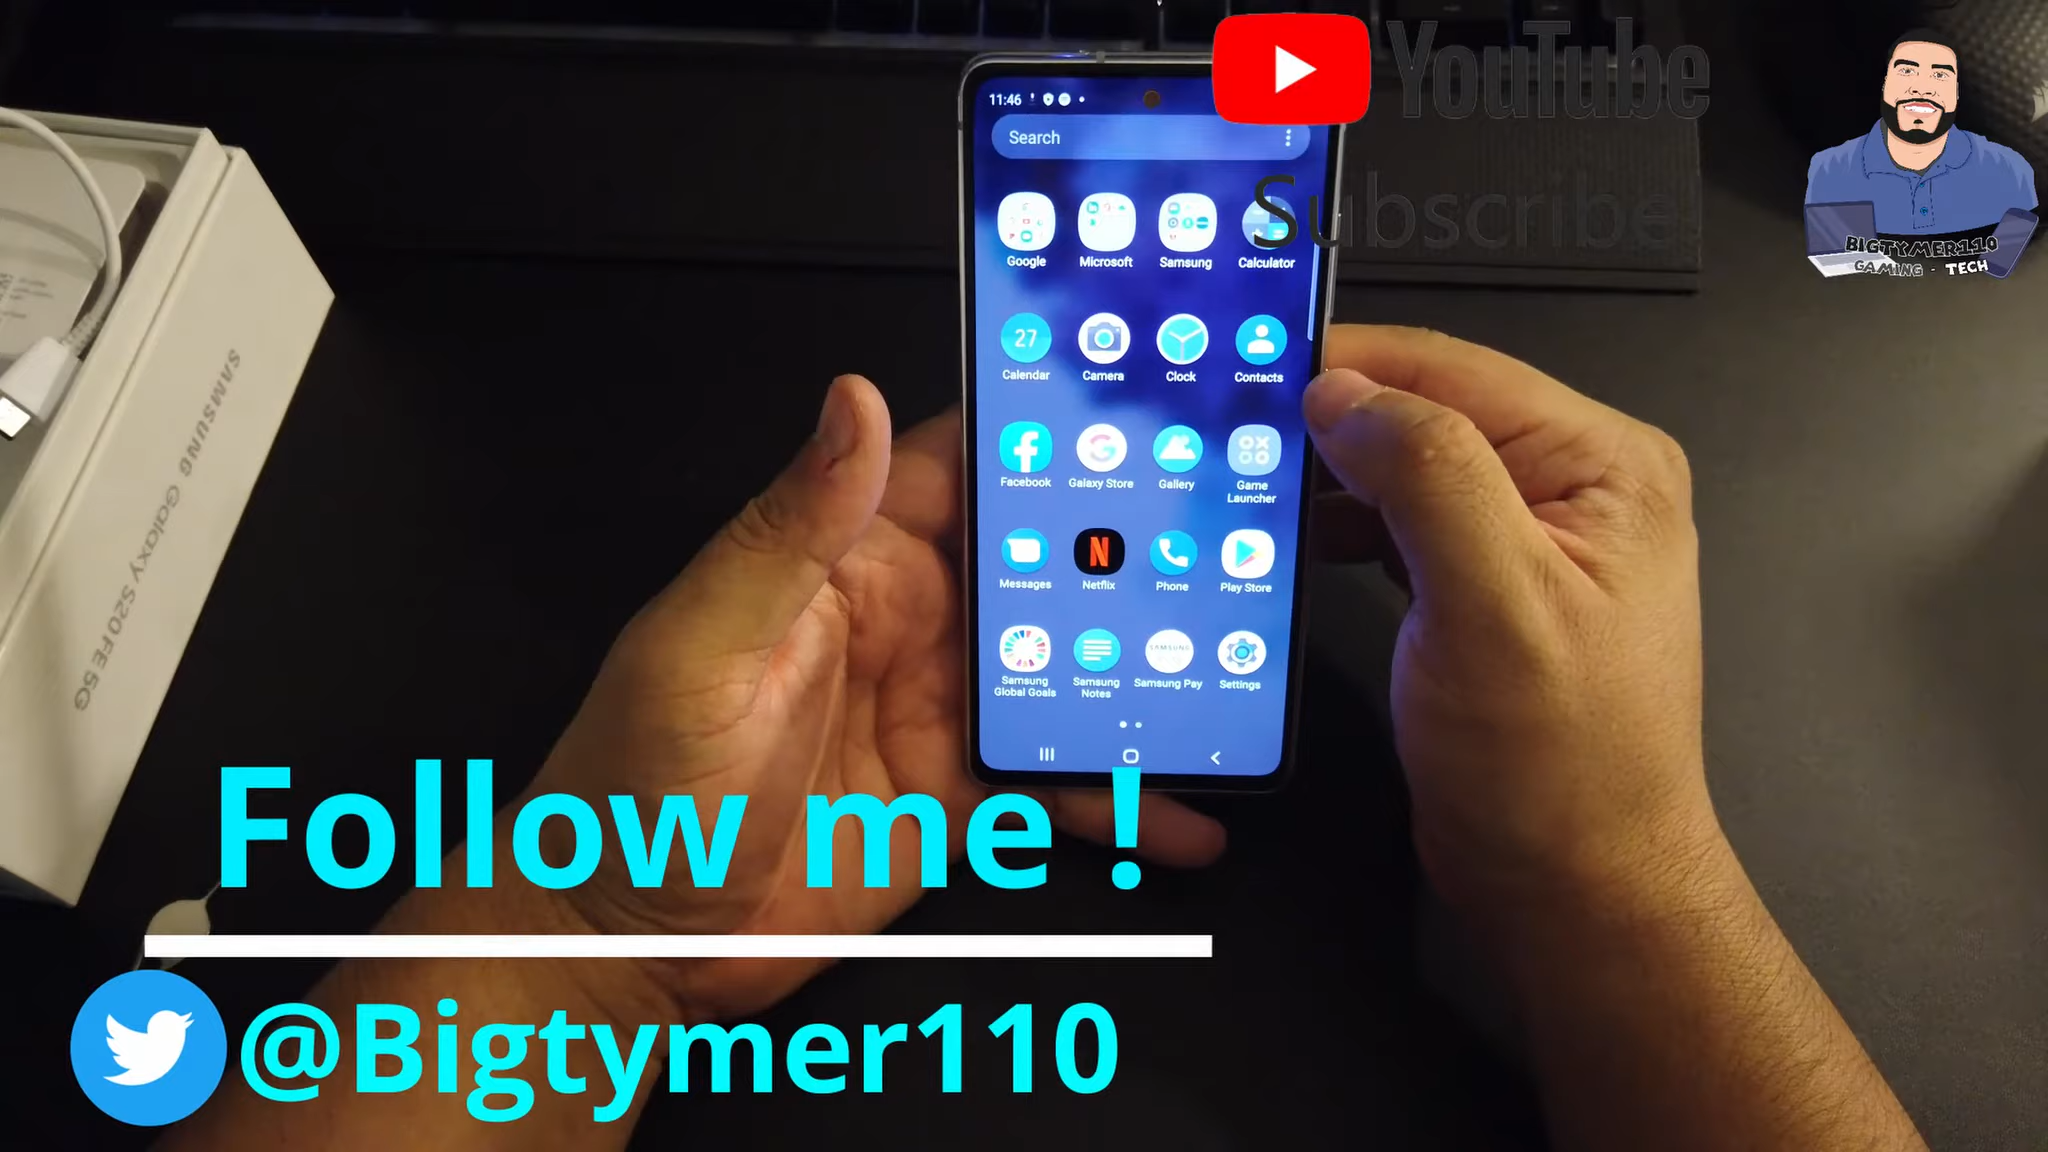 YouTube
Subscribe
BIGTYMER110
GAMING - TECH
11:46
Search
Google
Microsoft
Samsung
Calculator
27
Calendar
Camera
Clock
Contacts
Facebook
Galaxy Store
Gallery
Game
Launcher
Messages
N
Netflix
Phone
Play Store
Samsung
Global Goals
Samsung
Notes
SAMSUNG
Samsung Pay
Settings
SAMSUNG Galaxy S20 FE 5G
Follow me !
@Bigtymer110